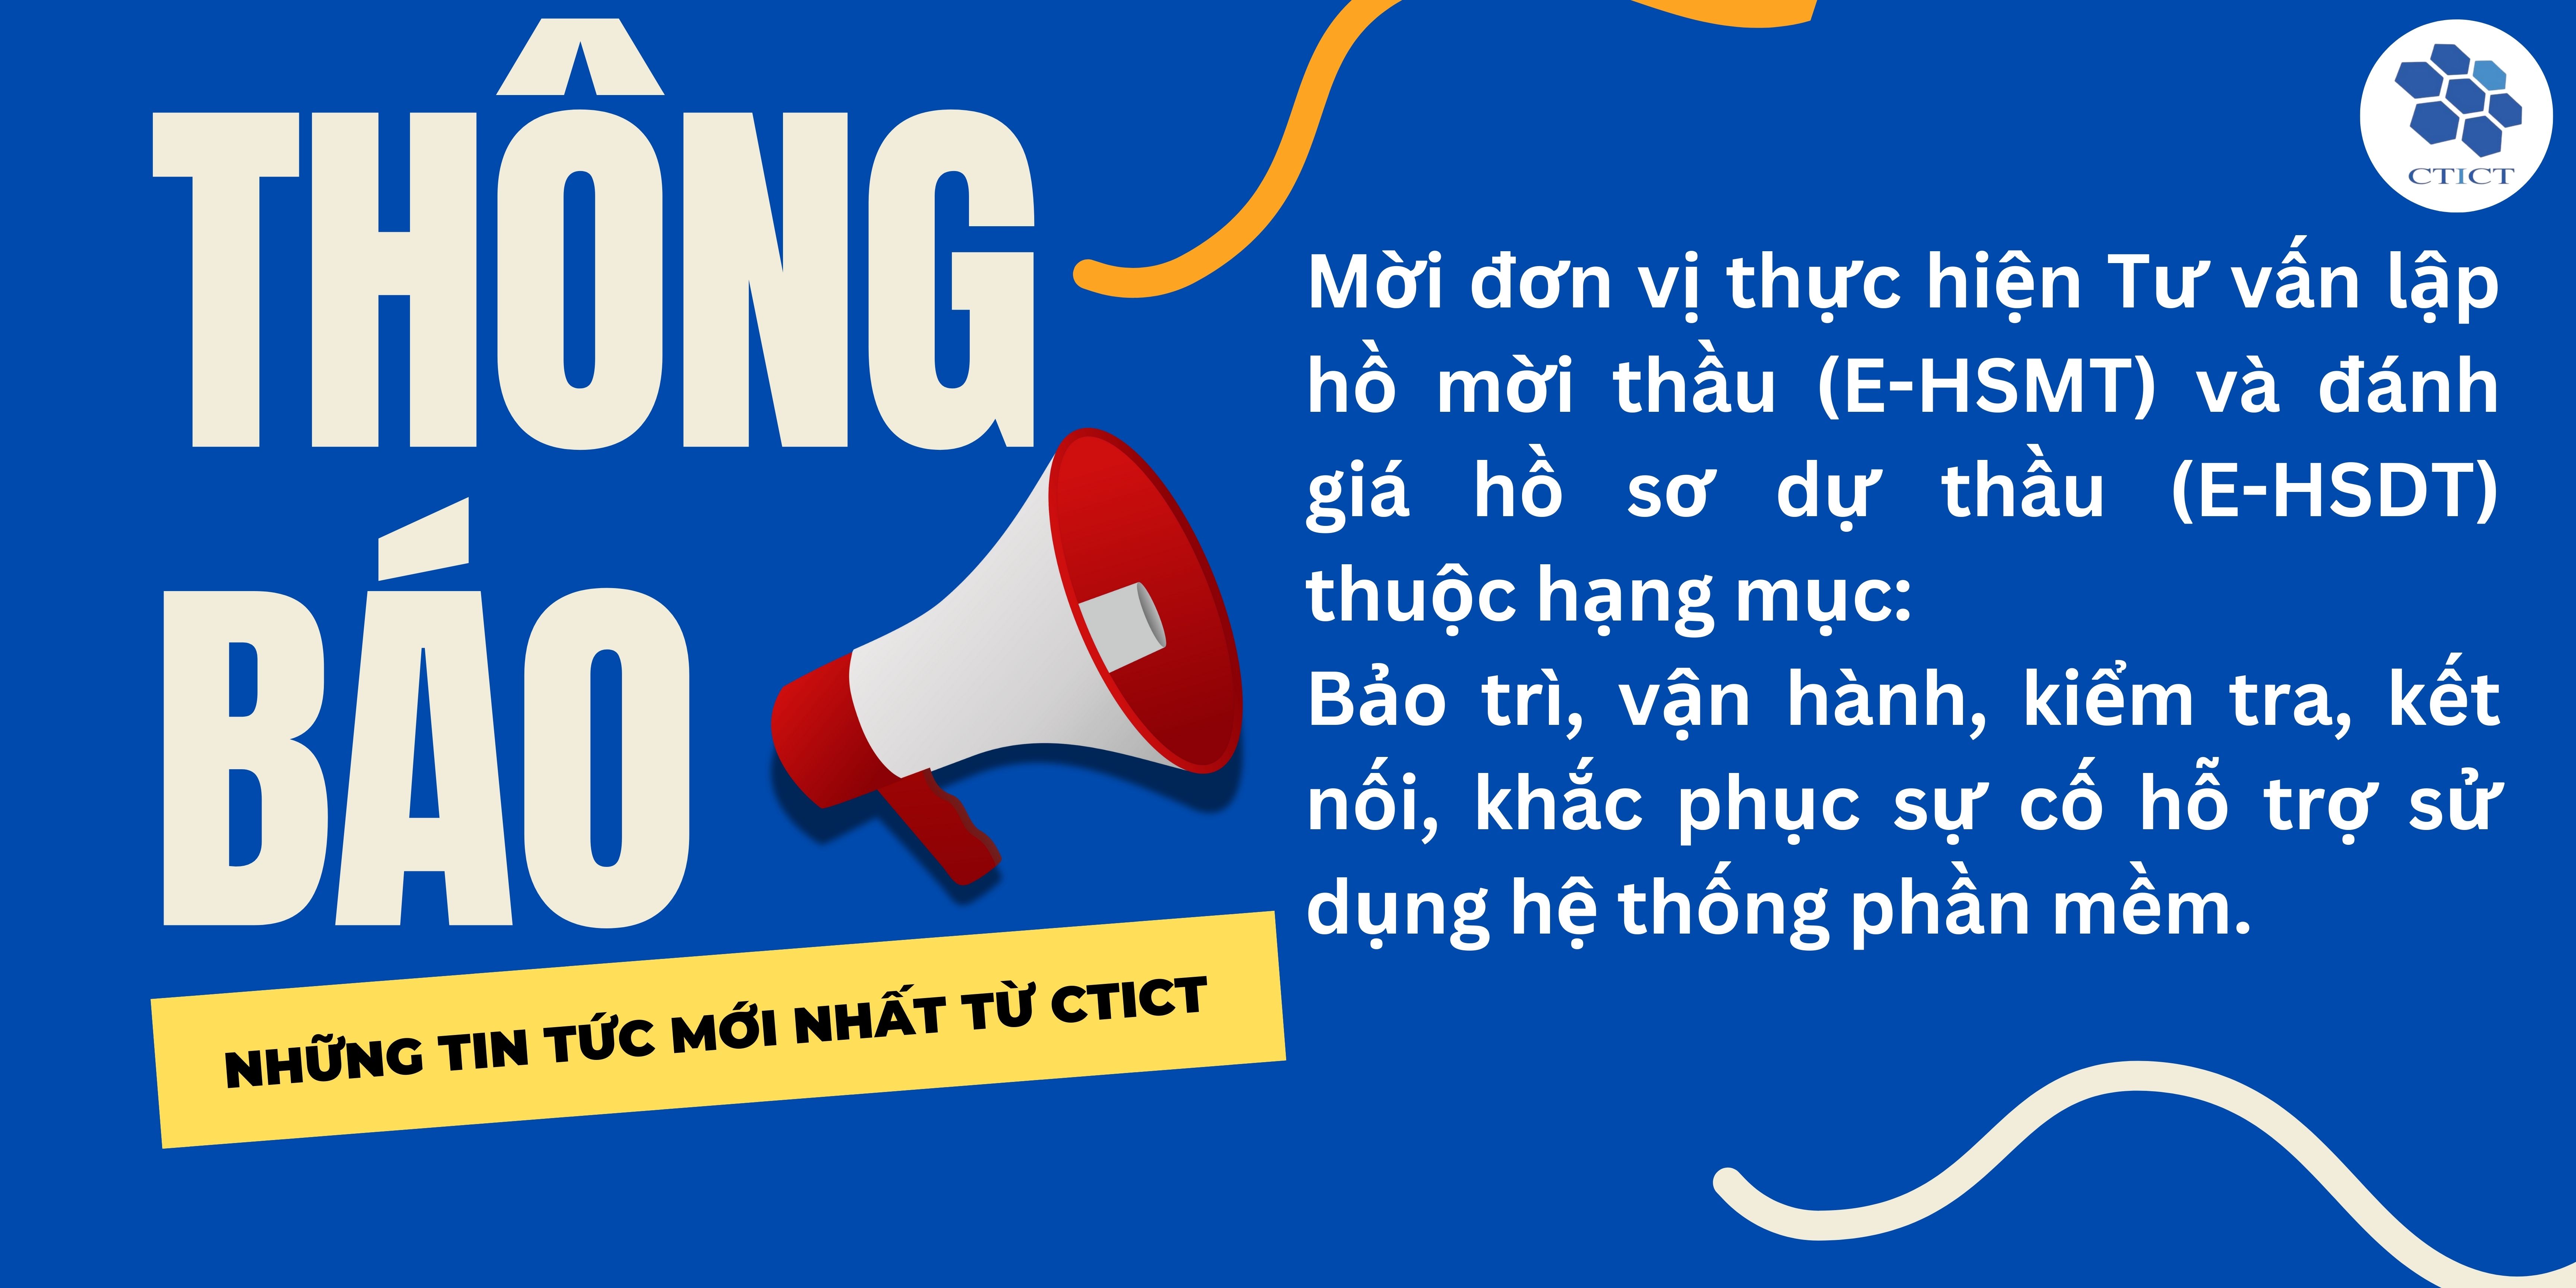 THÔNG
BÁO
NHỮNG TIN TỨC MỚI NHẤT TỪ CTICT
CTICT
Mời đơn vị thực hiện Tư vấn lập
hồ mời thầu (E-HSMT) và đánh
giá hồ sơ dự thầu (E-HSDT)
thuộc hạng mục:
Bảo trì, vận hành, kiểm tra, kết
nối, khắc phục sự cố hỗ trợ sử
dụng hệ thống phần mềm.